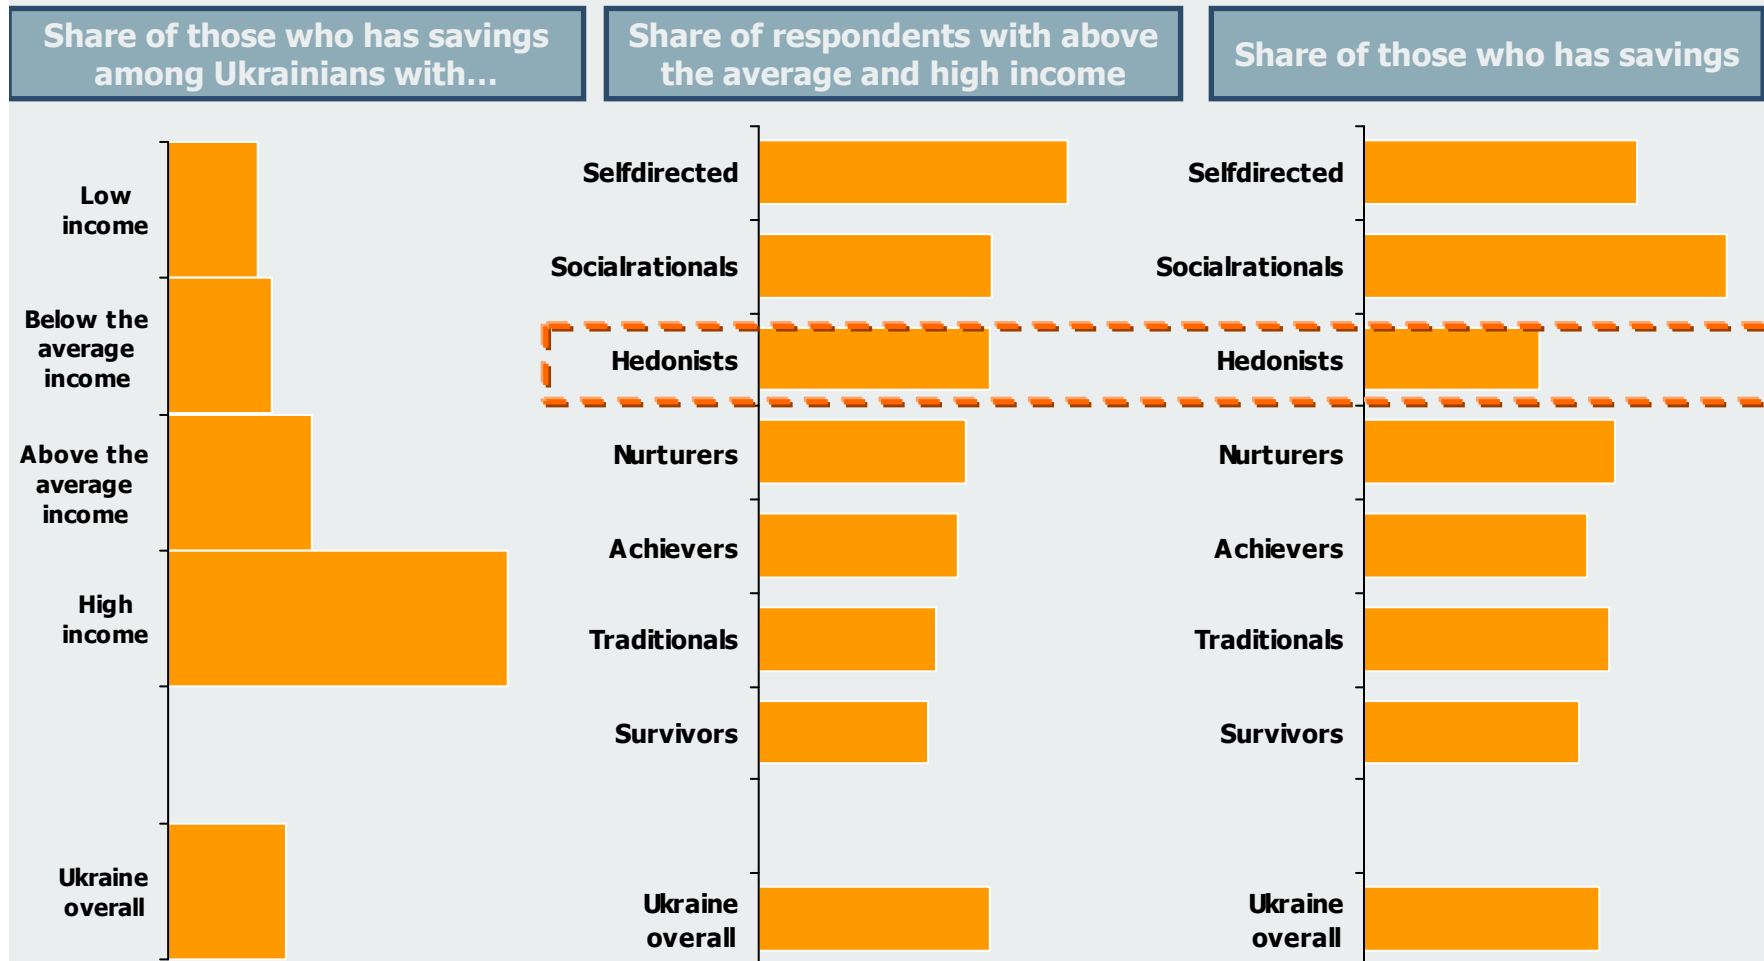 Share of those who has savings
among Ukrainians with...
Share of respondents with above
the average and high income
Share of those who has savings
Low
income
Below the
average
income
Above the
average
income
High
income
Ukraine
overall
Selfdirected
Socialrationals
Hedonists
Nurturers
Achievers
Traditionals
Survivors
Ukraine
overall
Selfdirected
Socialrationals
Hedonists
Nurturers
Achievers
Traditionals
Survivors
Ukraine
overall